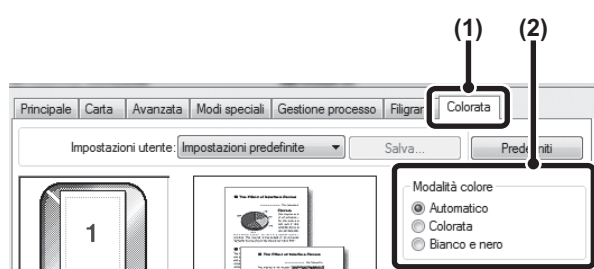 (1) (2)
Principale Carta Avanzata Modi speciali Gestione processo Filigran Colorata
Impostazioni utente: Impostazioni predefinite Salva... Predefiniti
Modalità colore
Automatico
Colorata
Bianco e nero
1